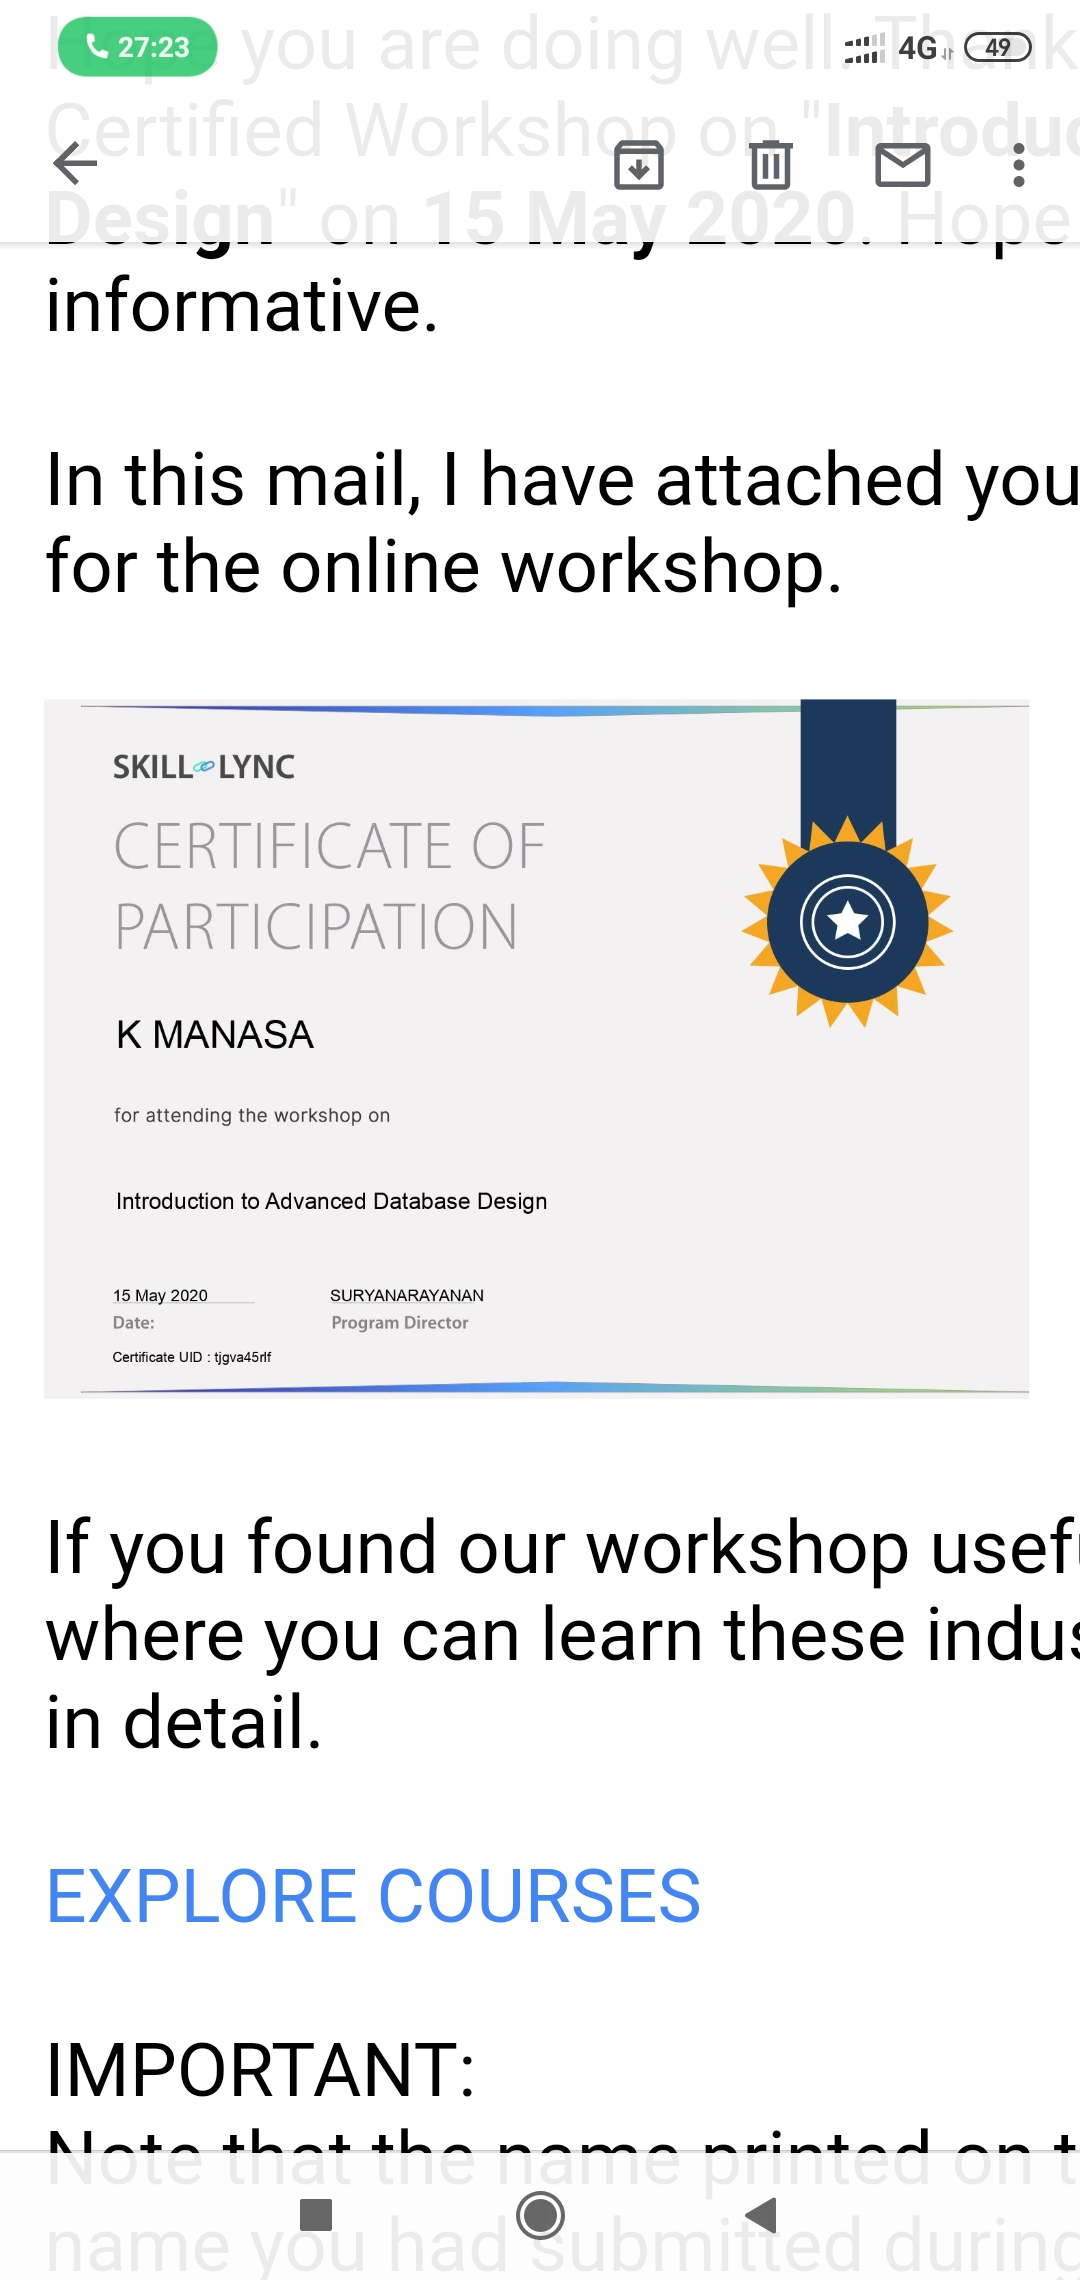 27:23
4G
49
you are doing well. Thank
Certified Workshop on "Introduc
Design" on 15 May 2020. Hope
informative.
In this mail, I have attached you
for the online workshop.
SKILL LYNC
CERTIFICATE OF
PARTICIPATION
K MANASA
for attending the workshop on
Introduction to Advanced Database Design
15 May 2020
SURYANARAYANAN
Date:
Program Director
Certificate UID : tjgva45rlf
If you found our workshop usefu
where you can learn these indus
in detail.
EXPLORE COURSES
IMPORTANT:
Note that the name printed on t
name you had submitted during